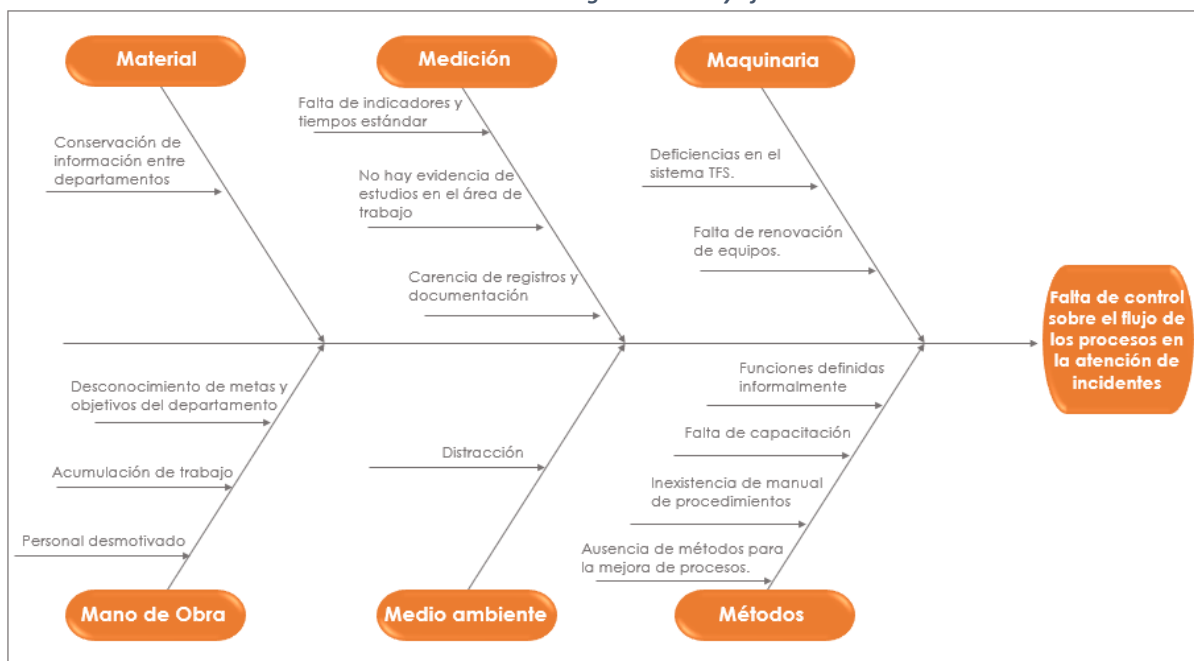 Material
Medición
Maquinaria
Conservación de
información entre
departamentos
Falta de indicadores y
tiempos estándar
No hay evidencia de
estudios en el área de
trabajo
Carencia de registros y
documentación
Deficiencias en el
sistema TFS.
Falta de renovación
de equipos.
Falta de control
sobre el flujo de
los procesos en
la atención de
incidentes
Desconocimiento de metas y
objetivos del departamento
Acumulación de trabajo
Personal desmotivado
Distracción
Funciones definidas
informalmente
Falta de capacitación
Inexistencia de manual
de procedimientos
Ausencia de métodos para
la mejora de procesos.
Mano de Obra
Medio ambiente
Métodos